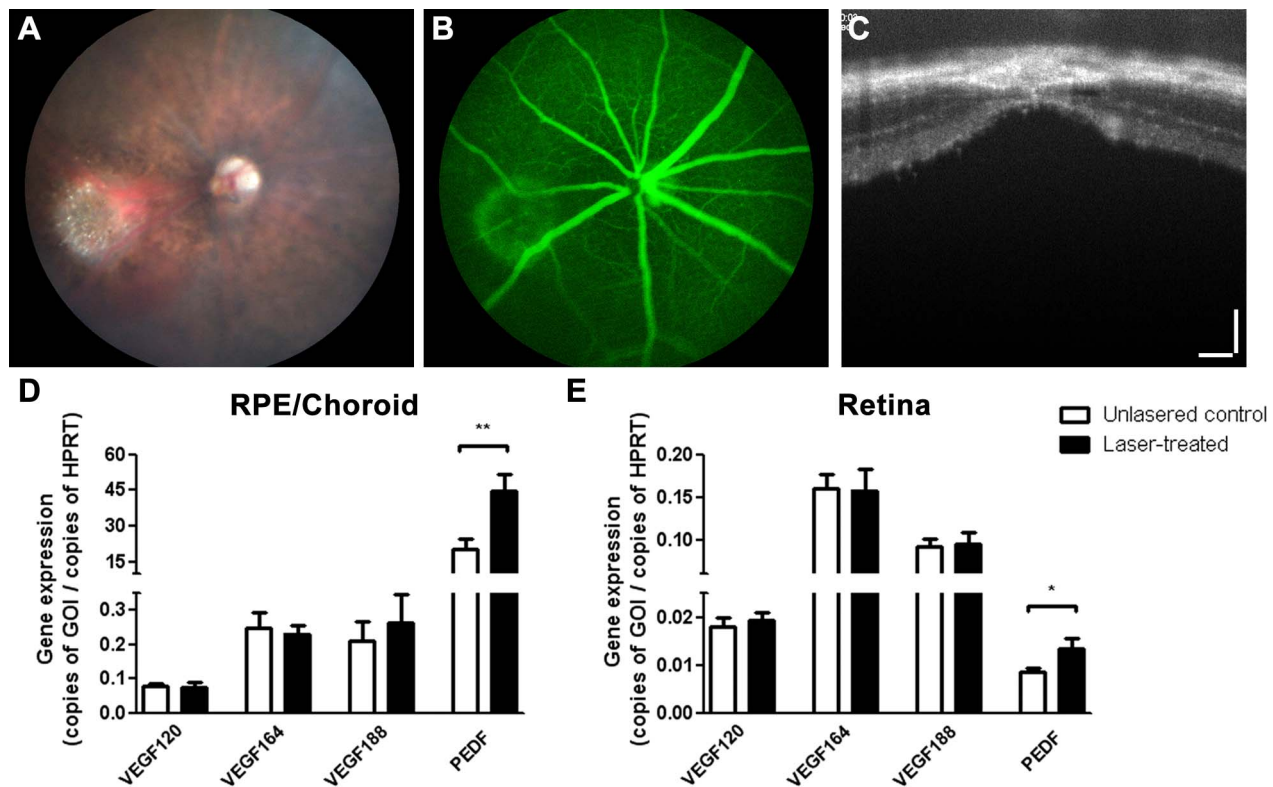 A
B
C
D
RPE/Choroid
Gene expression
(copies of GOI / copies of HPRT)
60
45
30
15
0.3
0.2
0.1
0.0
**
VEGF120
VEGF164
VEGF188
PEDF
E
Retina
Gene expression
(copies of GOI / copies of HPRT)
0.20
0.15
0.10
0.02
0.01
0.00
*
VEGF120
VEGF164
VEGF188
PEDF
Unlasered control
Laser-treated